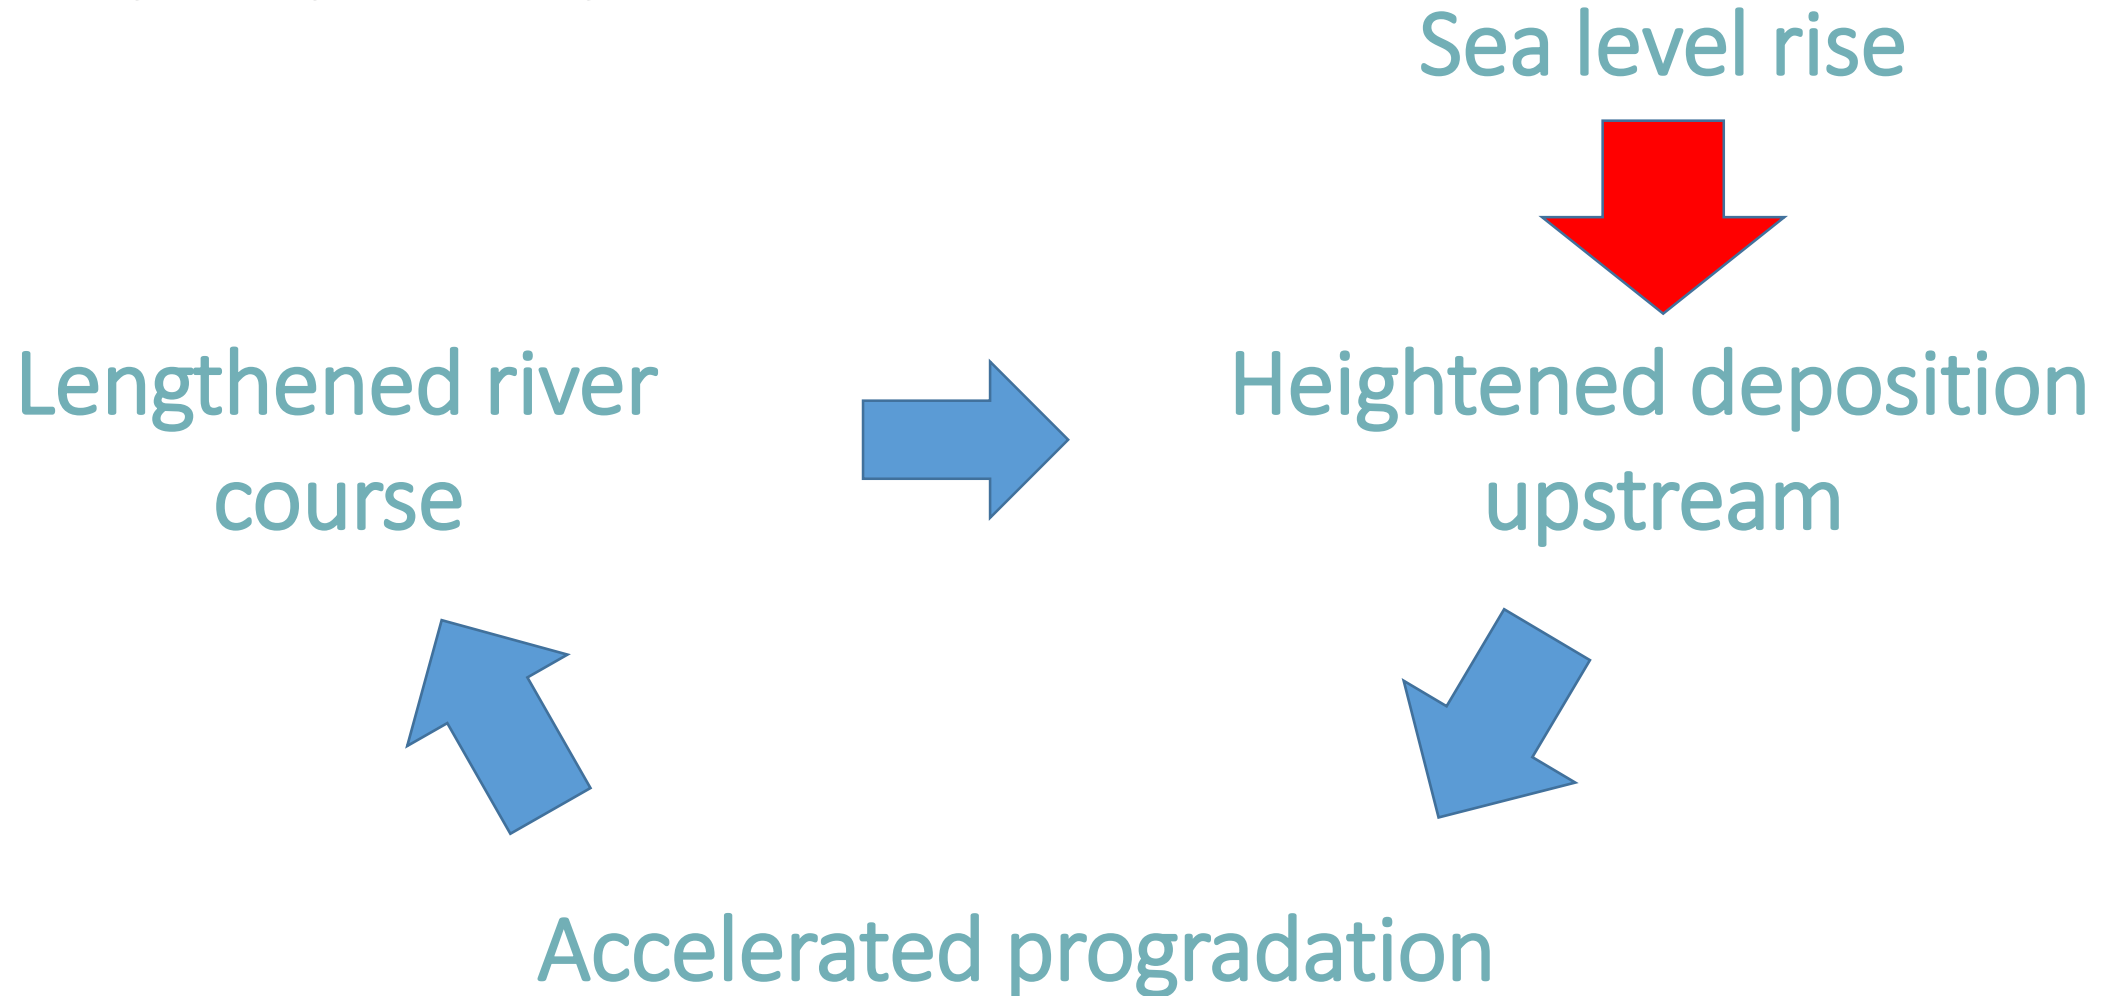 Sea level rise
Lengthened river
course
Heightened deposition
upstream
Accelerated progradation